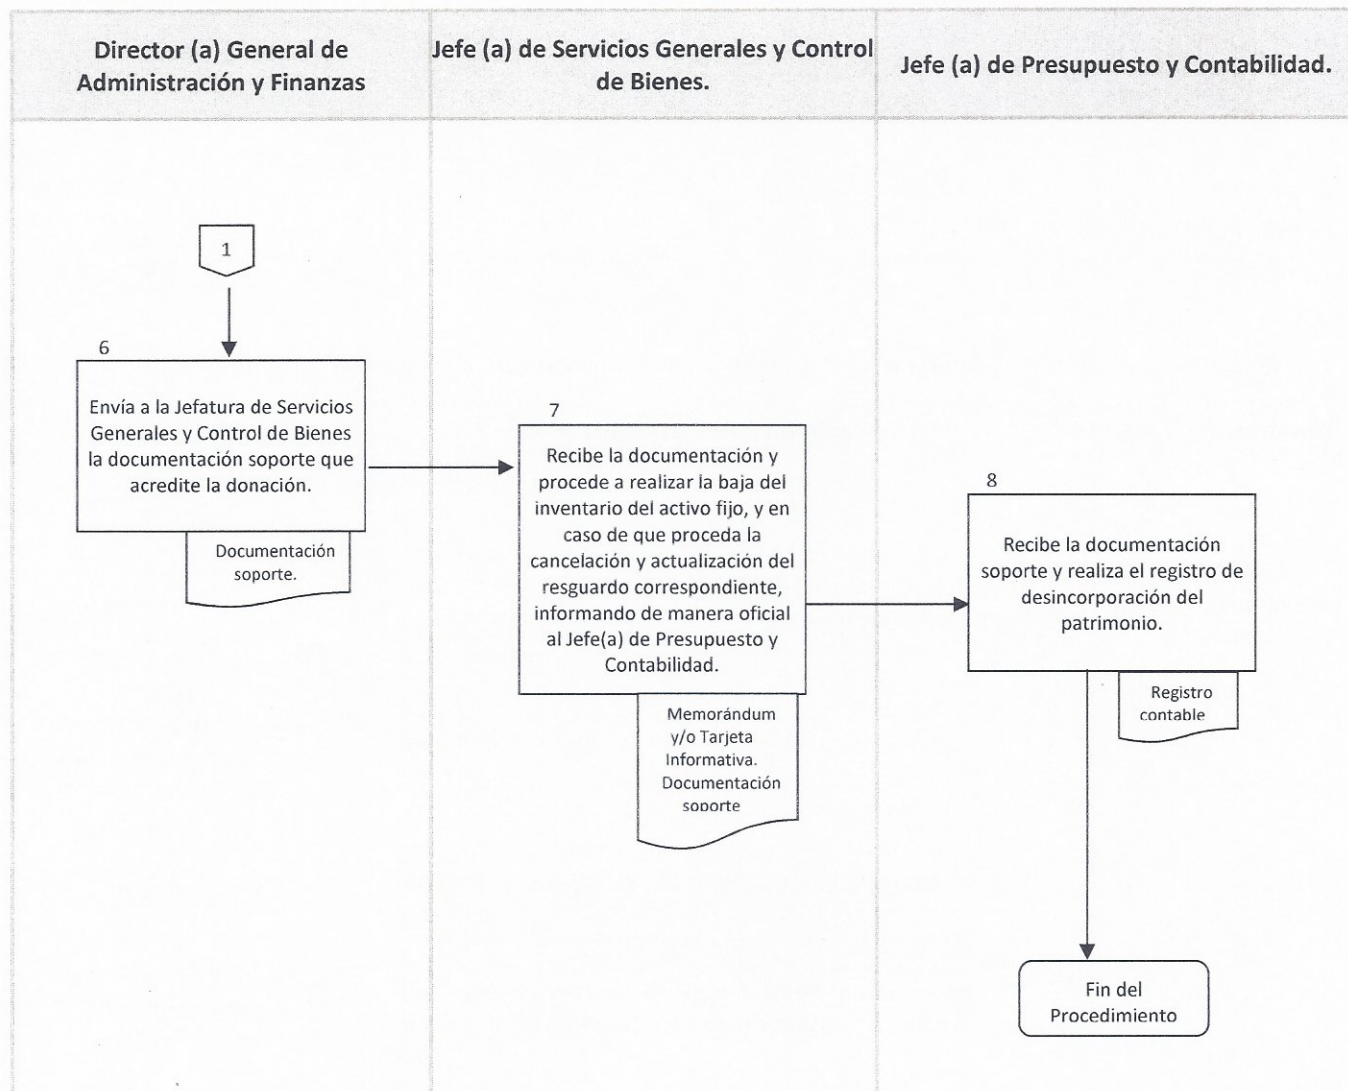 Director (a) General de
Administración y Finanzas
Jefe (a) de Servicios Generales y Control
de Bienes.
Jefe (a) de Presupuesto y Contabilidad.
1
6
Envía a la Jefatura de Servicios
Generales y Control de Bienes
la documentación soporte que
acredite la donación.
Documentación
soporte.
7
Recibe la documentación y
procede a realizar la baja del
inventario del activo fijo, y en
caso de que proceda la
cancelación y actualización del
resguardo correspondiente,
informando de manera oficial
al Jefe(a) de Presupuesto y
Contabilidad.
Memorándum
y/o Tarjeta
Informativa.
Documentación
soporte
8
Recibe la documentación
soporte y realiza el registro de
desincorporación del
patrimonio.
Registro
contable
Fin del
Procedimiento